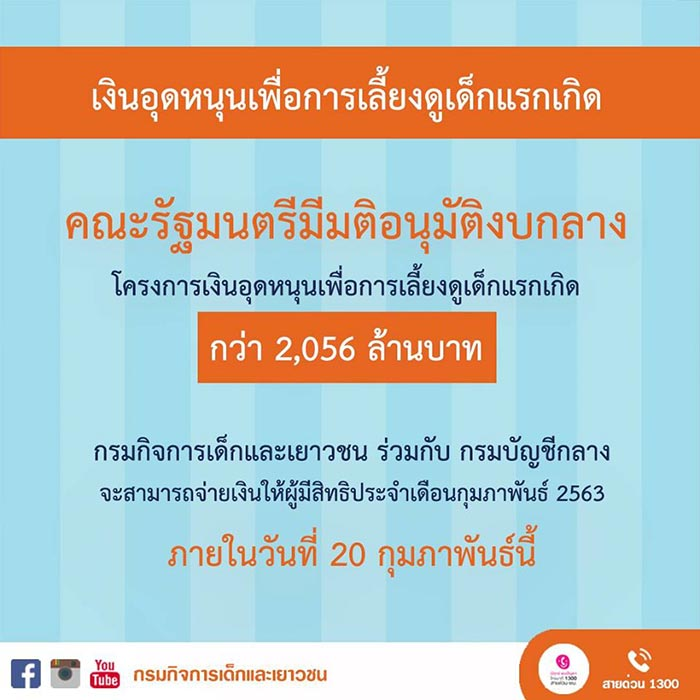 เงินอุดหนุนเพื่อการเลี้ยงดูเด็กแรกเกิด
คณะรัฐมนตรีมีมติอนุมัติงบกลาง
โครงการเงินอุดหนุนเพื่อการเลี้ยงดูเด็กแรกเกิด
กว่า 2,056 ล้านบาท
กรมกิจการเด็กและเยาวชน ร่วมกับ กรมบัญชีกลาง
จะสามารถจ่ายเงินให้ผู้มีสิทธิประจำเดือนกุมภาพันธ์ 2563
ภายในวันที่ 20 กุมภาพันธ์นี้
You
Tube
กรมกิจการเด็กและเยาวชน
สายด่วน 1300